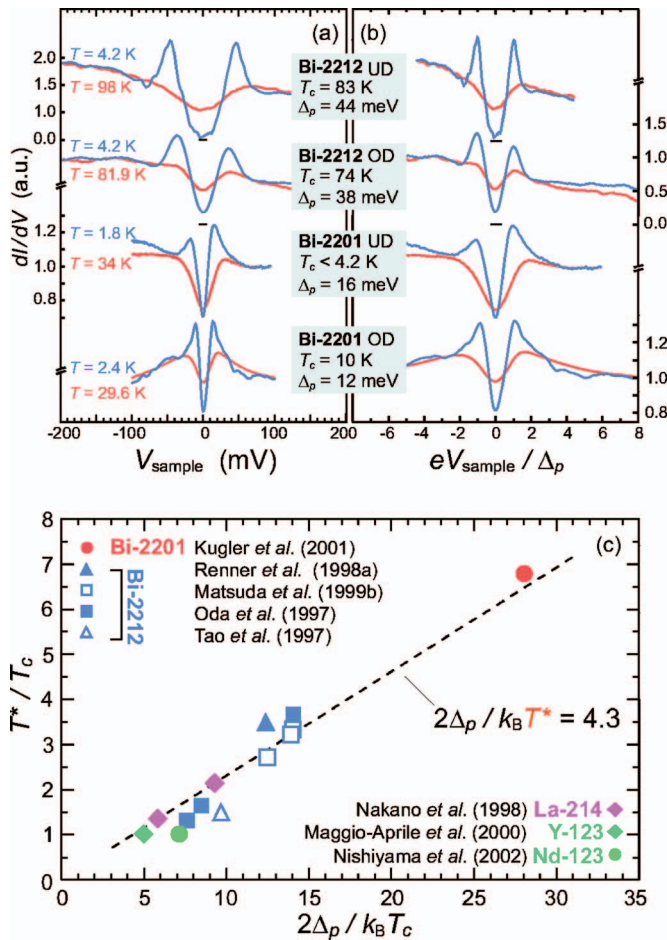 (a)
(b)
dI/dV (a.u.)
2.0
1.5
1.0
0.0
1.2
1.0
0.8
T = 4.2 K
T = 98 K
Bi-2212 UD
Tc = 83 K
Δp = 44 meV
T = 4.2 K
T = 81.9 K
Bi-2212 OD
Tc = 74 K
Δp = 38 meV
T = 1.8 K
T = 34 K
Bi-2201 UD
Tc < 4.2 K
Δp = 16 meV
T = 2.4 K
T = 29.6 K
Bi-2201 OD
Tc = 10 K
Δp = 12 meV
1.0
0.5
0.0
1.2
1.0
0.8
-200 -100 0 100 200
-4 -2 0 2 4 6 8
Vsample (mV)
eVsample / Δp
(c)
8
7
6
5
4
3
2
1
0
T* / Tc
Bi-2201 Kugler et al. (2001)
Bi-2212
Renner et al. (1998a)
Matsuda et al. (1999b)
Oda et al. (1997)
Tao et al. (1997)
2Δp / kBT* = 4.3
Nakano et al. (1998) La-214
Maggio-Aprile et al. (2000) Y-123
Nishiyama et al. (2002) Nd-123
0 5 10 15 20 25 30 35
2Δp / kBTc